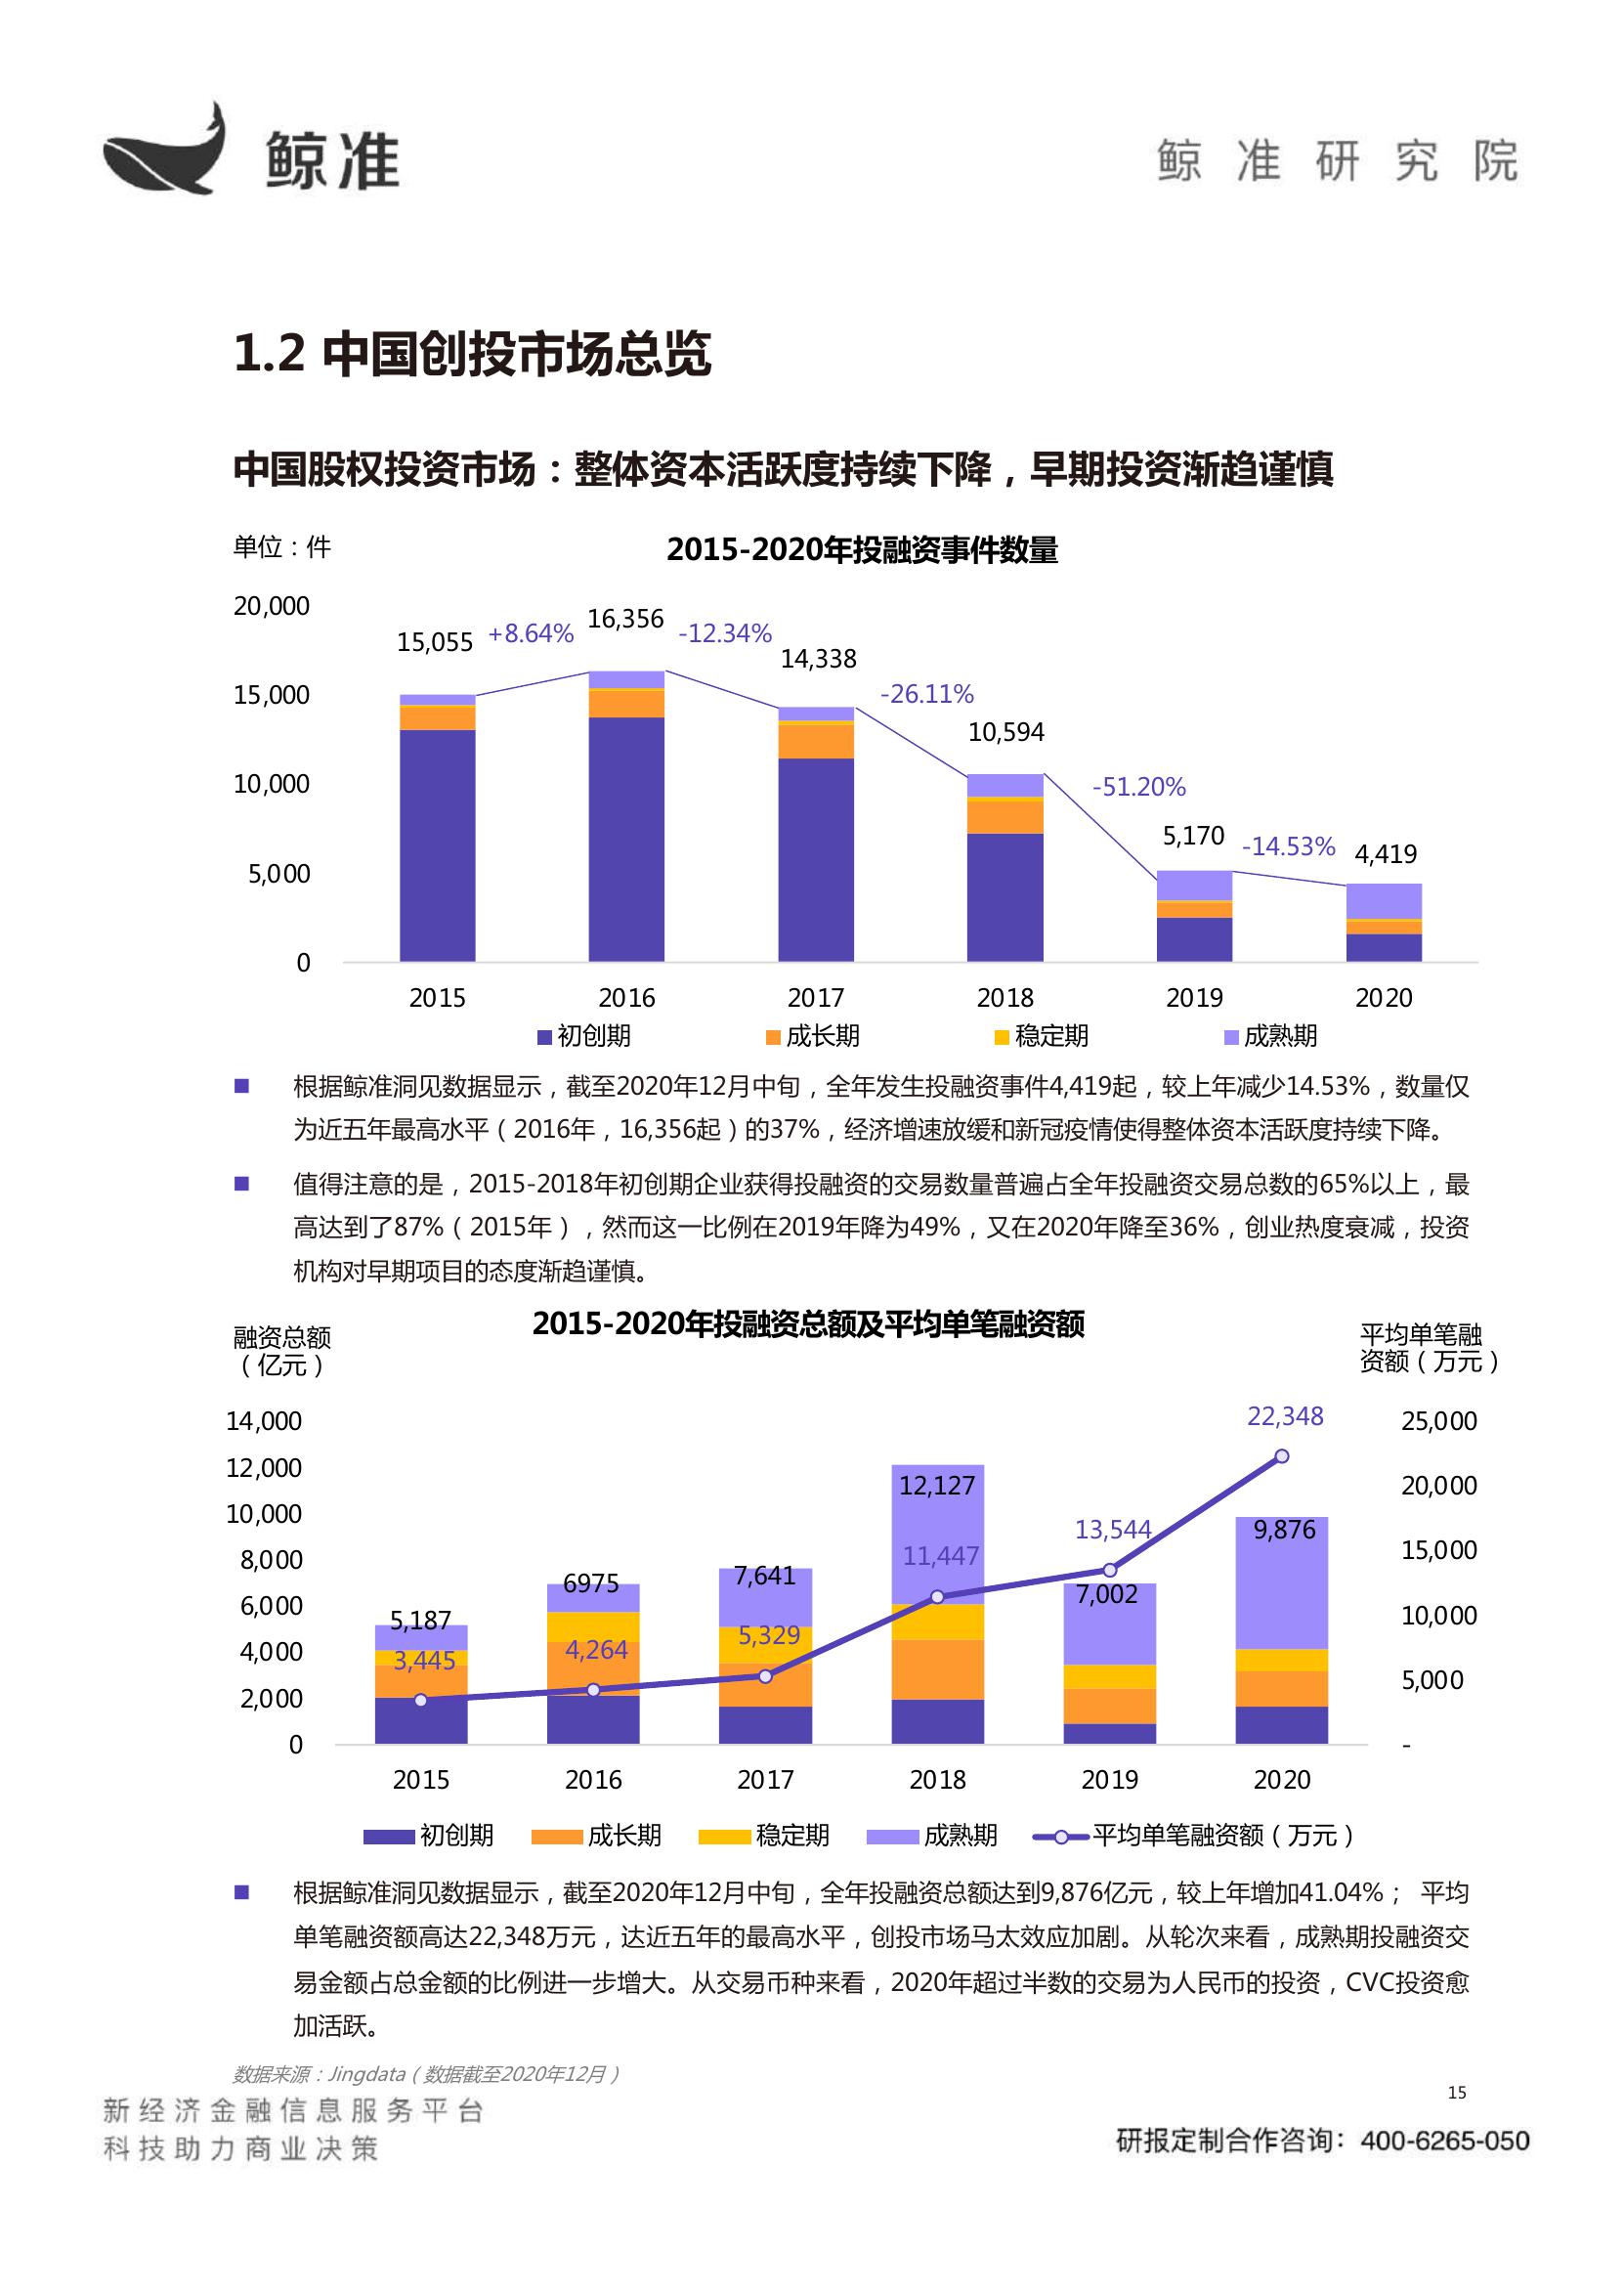 鲸准
鲸准研究院
1.2 中国创投市场总览
中国股权投资市场：整体资本活跃度持续下降，早期投资渐趋谨慎
单位：件
2015-2020年投融资事件数量
20,000
15,000
10,000
5,000
0
15,055
+8.64%
16,356
-12.34%
14,338
-26.11%
10,594
-51.20%
5,170
-14.53%
4,419
2015 2016 2017 2018 2019 2020
初创期 成长期 稳定期 成熟期
根据鲸准洞见数据显示，截至2020年12月中旬，全年发生投融资事件4,419起，较上年减少14.53%，数量仅
为近五年最高水平（2016年，16,356起）的37%，经济增速放缓和新冠疫情使得整体资本活跃度持续下降。
值得注意的是，2015-2018年初创期企业获得投融资的交易数量普遍占全年投融资交易总数的65%以上，最
高达到了87%（2015年），然而这一比例在2019年降为49%，又在2020年降至36%，创业热度衰减，投资
机构对早期项目的态度渐趋谨慎。
2015-2020年投融资总额及平均单笔融资额
融资总额
（亿元）
平均单笔融
资额（万元）
14,000
12,000
10,000
8,000
6,000
4,000
2,000
0
25,000
20,000
15,000
10,000
5,000
-
5,187
3,445
6975
4,264
7,641
5,329
12,127
11,447
13,544
7,002
22,348
9,876
2015 2016 2017 2018 2019 2020
初创期 成长期 稳定期 成熟期 平均单笔融资额（万元）
根据鲸准洞见数据显示，截至2020年12月中旬，全年投融资总额达到9,876亿元，较上年增加41.04%； 平均
单笔融资额高达22,348万元，达近五年的最高水平，创投市场马太效应加剧。从轮次来看，成熟期投融资交
易金额占总金额的比例进一步增大。从交易币种来看，2020年超过半数的交易为人民币的投资，CVC投资愈
加活跃。
数据来源：Jingdata（数据截至2020年12月）
15
新经济金融信息服务平台
科技助力商业决策
研报定制合作咨询：400-6265-050